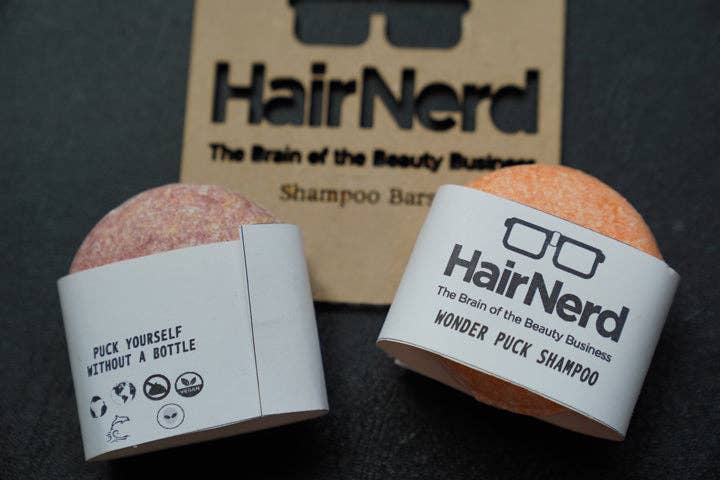 HairNerd
The Brain of the Beauty Business
Shampoo Bars
PUCK YOURSELF
WITHOUT A BOTTLE
VEGAN
HairNerd
The Brain of the Beauty Business
WONDER PUCK SHAMPOO